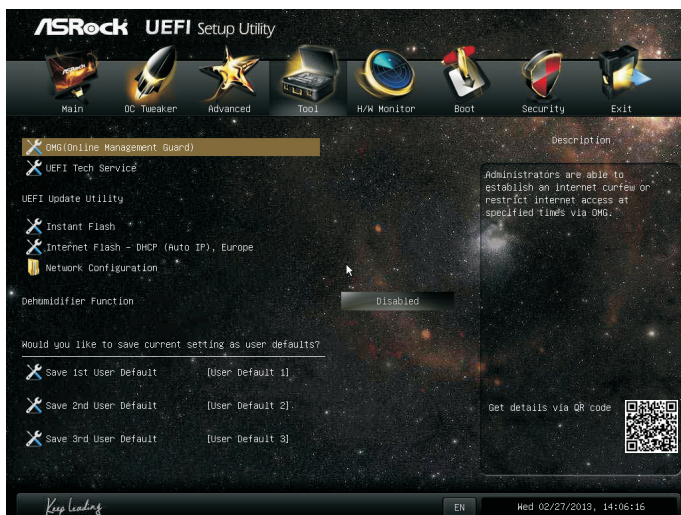 ASRock UEFI Setup Utility
ASRock
Main OC Tweaker Advanced Tool H/W Monitor Boot Security Exit
OMG(Online Management Guard)
UEFI Tech Service
UEFI Update Utility
Instant Flash
Internet Flash - DHCP (Auto IP), Europe
Network Configuration
Dehumidifier Function Disabled
Would you like to save current setting as user defaults?
Save 1st User Default [User Default 1]
Save 2nd User Default [User Default 2]
Save 3rd User Default [User Default 3]
Description
Administrators are able to
establish an internet curfew or
restrict internet access at
specified times via OMG.
Get details via QR code
Keep Leading
EN Wed 02/27/2013, 14:06:16